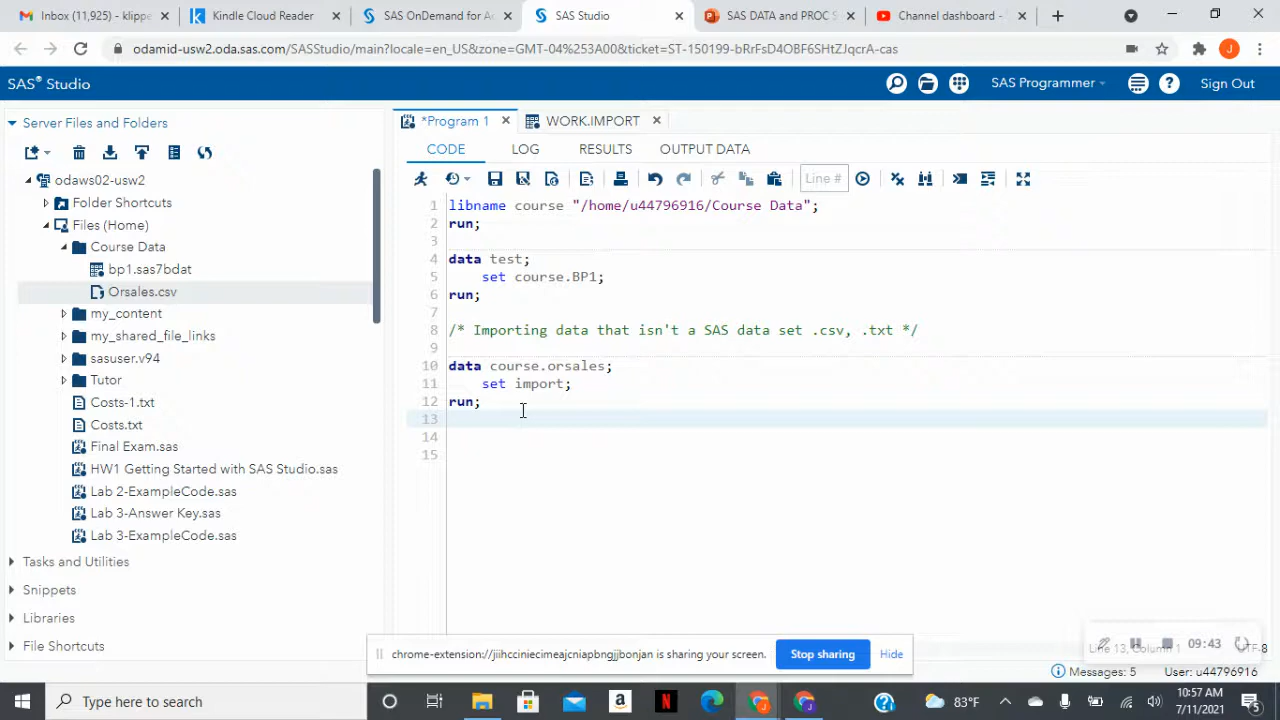 Inbox (11,925) - klippe
Kindle Cloud Reader
SAS OnDemand for Ac
SAS Studio
SAS DATA and PROC S
Channel dashboard -
odamid-usw2.oda.sas.com/SASStudio/main?locale=en_US&zone=GMT-04%253A00&ticket=ST-150199-bRrFsD4OBF6SHtZJqcrA-cas
J
SAS® Studio
SAS Programmer
Sign Out
Server Files and Folders
*Program 1
WORK.IMPORT
CODE
LOG
RESULTS
OUTPUT DATA
Line #
odaws02-usw2
Folder Shortcuts
Files (Home)
Course Data
bp1.sas7bdat
Orsales.csv
my_content
my_shared_file_links
sasuser.v94
Tutor
Costs-1.txt
Costs.txt
Final Exam.sas
HW1 Getting Started with SAS Studio.sas
Lab 2-ExampleCode.sas
Lab 3-Answer Key.sas
Lab 3-ExampleCode.sas
Tasks and Utilities
Snippets
Libraries
File Shortcuts
1 libname course "/home/u44796916/Course Data";
2 run;
3
4 data test;
5 set course.BP1;
6 run;
7
8 /* Importing data that isn't a SAS data set .csv, .txt */
9
10 data course.orsales;
11 set import;
12 run;
13
14
15
chrome-extension://jiihcciniecimeajcniapbngjjbonjan is sharing your screen.
Stop sharing
Hide
09:43
Line 13, Column 1
UTF-8
Messages: 5
User: u44796916
Type here to search
83°F
10:57 AM
7/11/2021
5